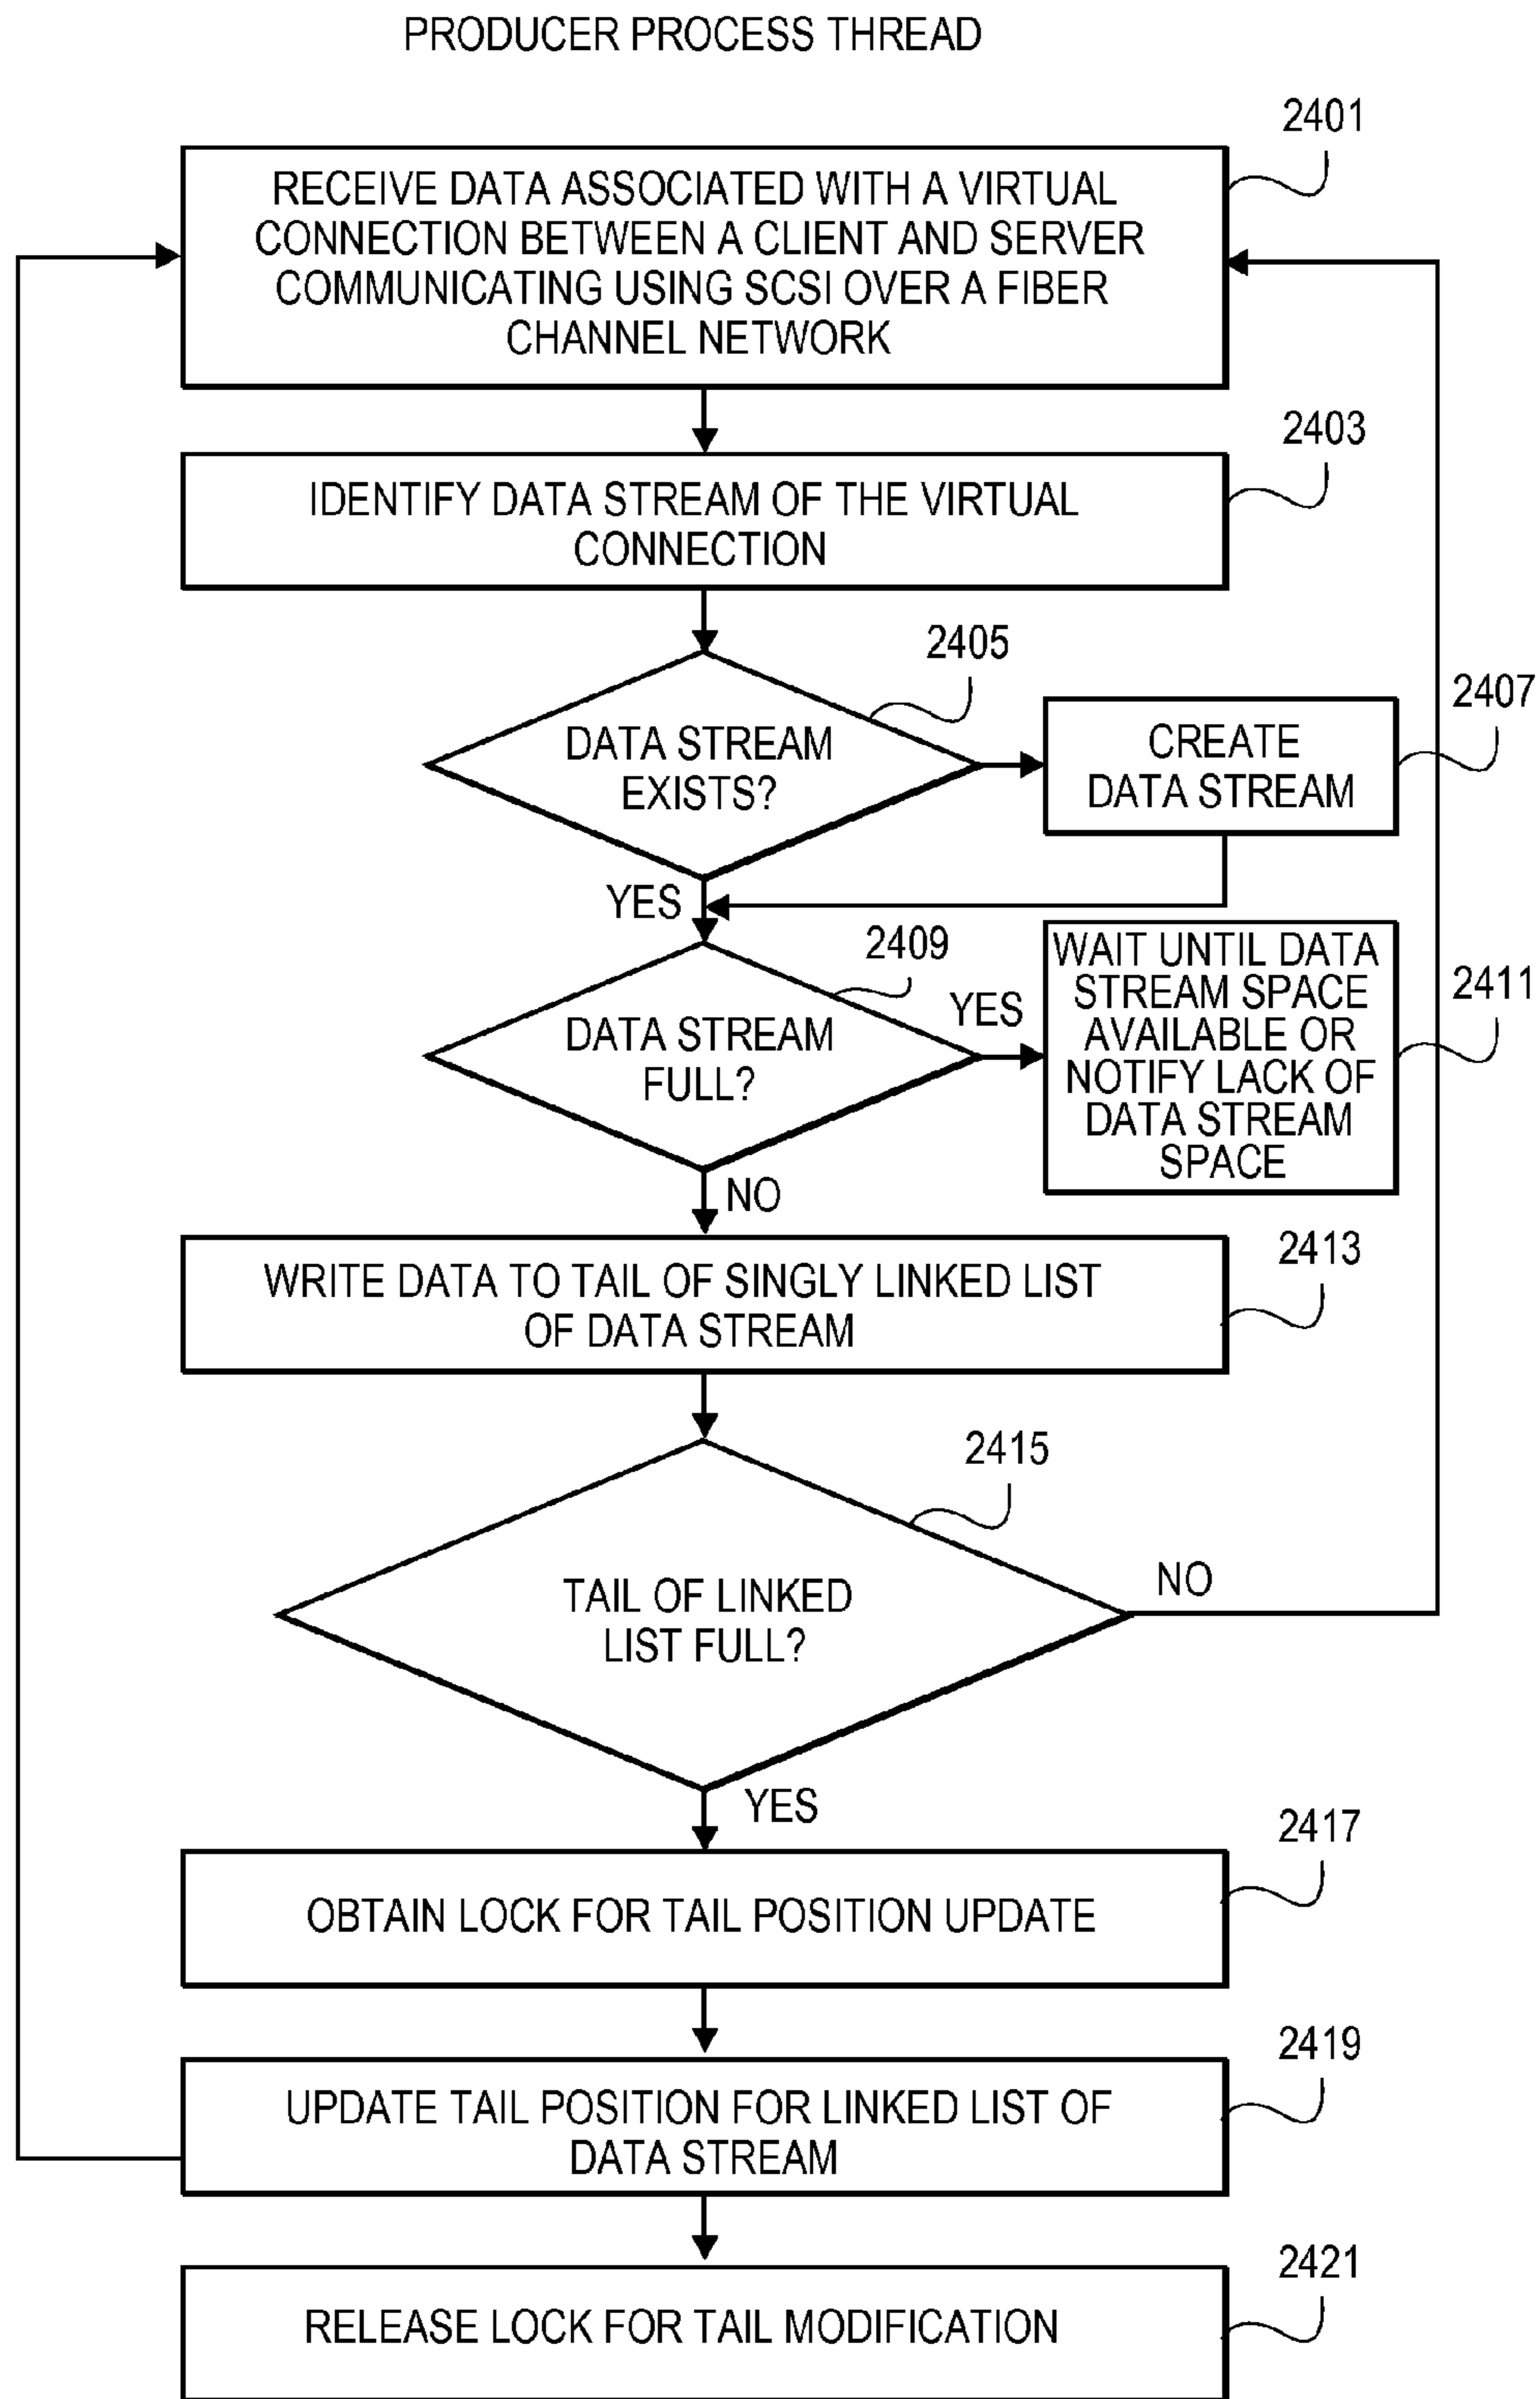 PRODUCER PROCESS THREAD
2401
RECEIVE DATA ASSOCIATED WITH A VIRTUAL
CONNECTION BETWEEN A CLIENT AND SERVER
COMMUNICATING USING SCSI OVER A FIBER
CHANNEL NETWORK
2403
IDENTIFY DATA STREAM OF THE VIRTUAL
CONNECTION
2405
DATA STREAM
EXISTS?
2407
CREATE
DATA STREAM
YES
2409
DATA STREAM
FULL?
YES
2411
WAIT UNTIL DATA
STREAM SPACE
AVAILABLE OR
NOTIFY LACK OF
DATA STREAM
SPACE
NO
2413
WRITE DATA TO TAIL OF SINGLY LINKED LIST
OF DATA STREAM
2415
TAIL OF LINKED
LIST FULL?
NO
YES
2417
OBTAIN LOCK FOR TAIL POSITION UPDATE
2419
UPDATE TAIL POSITION FOR LINKED LIST OF
DATA STREAM
2421
RELEASE LOCK FOR TAIL MODIFICATION